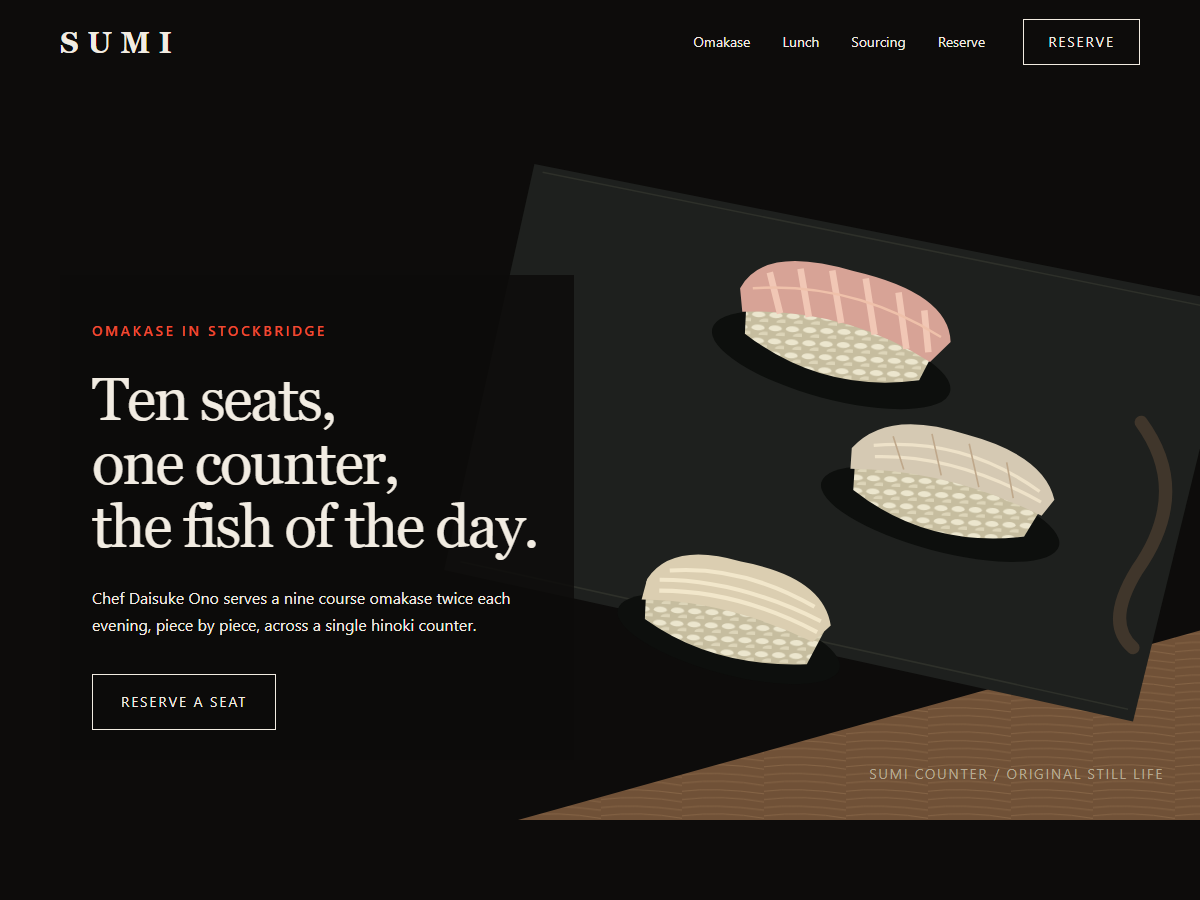 SUMI
Omakase
Lunch
Sourcing
Reserve
RESERVE
OMAKASE IN STOCKBRIDGE
Ten seats,
one counter,
the fish of the day.
Chef Daisuke Ono serves a nine course omakase twice each
evening, piece by piece, across a single hinoki counter.
RESERVE A SEAT
SUMI COUNTER / ORIGINAL STILL LIFE